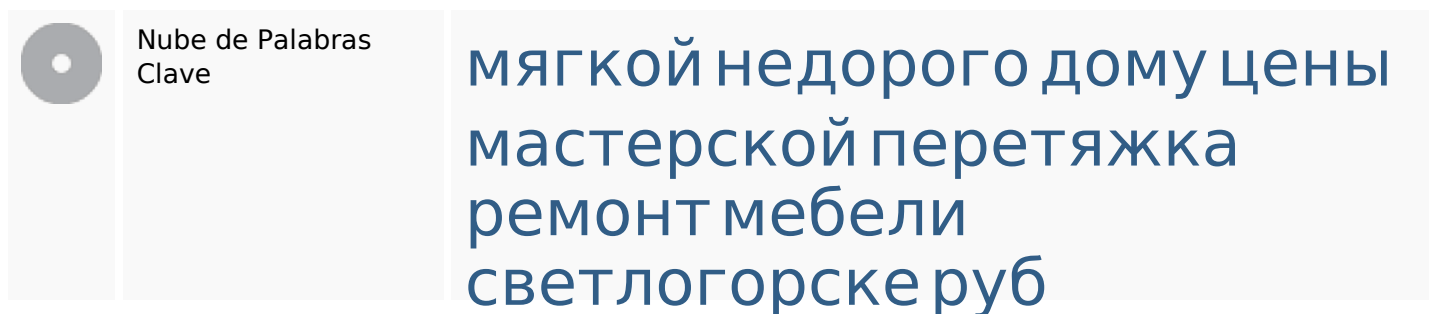 Nube de Palabras
Clave
мягкой недорого дому цены
мастерской перетяжка
ремонт мебели
светлогорске руб